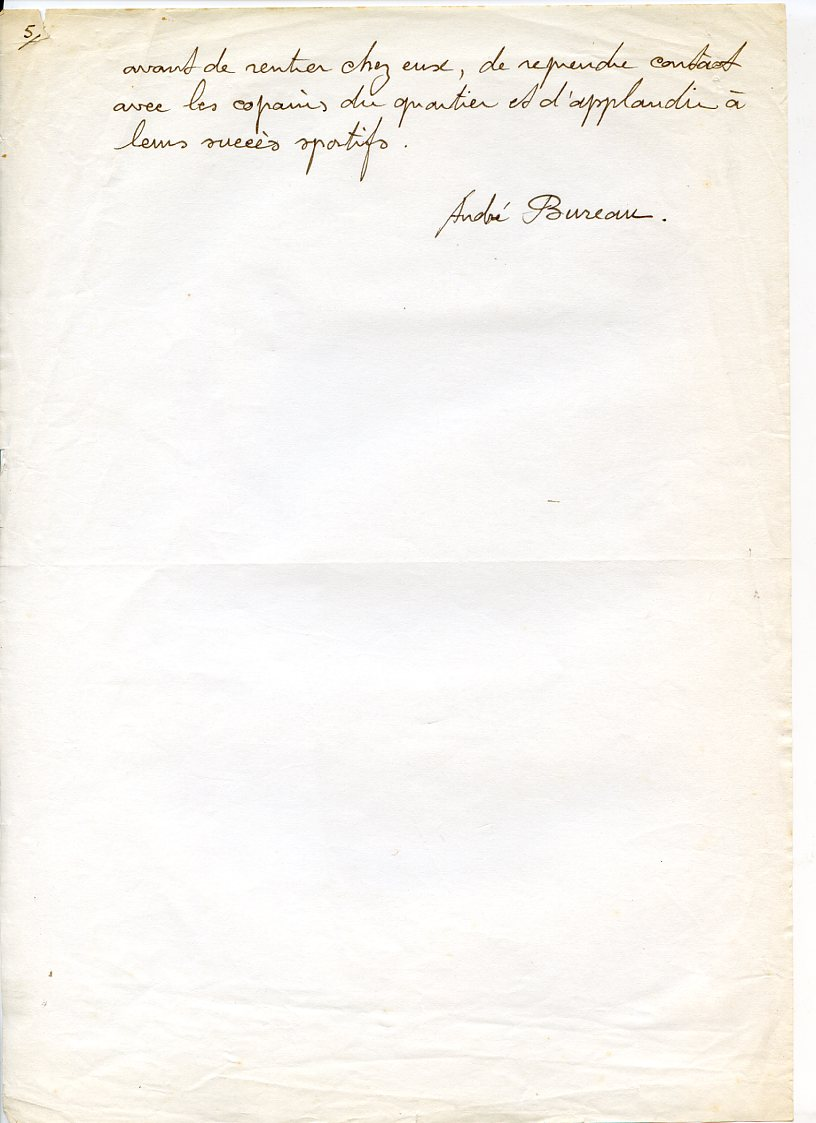 5/
avant de rentrer chez eux, de reprendre contact
avec les copains du quartier et d'applaudir à
leurs succès sportifs.
André Bureau.